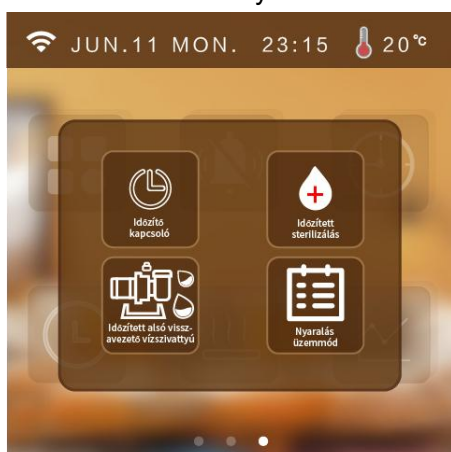 JUN.11 MON. 23:15 20°C
Időzítő
kapcsoló
Időzített
sterilizálás
Időzített alsó vissz-
avezető vízszivattyú
Nyaralás
üzemmód